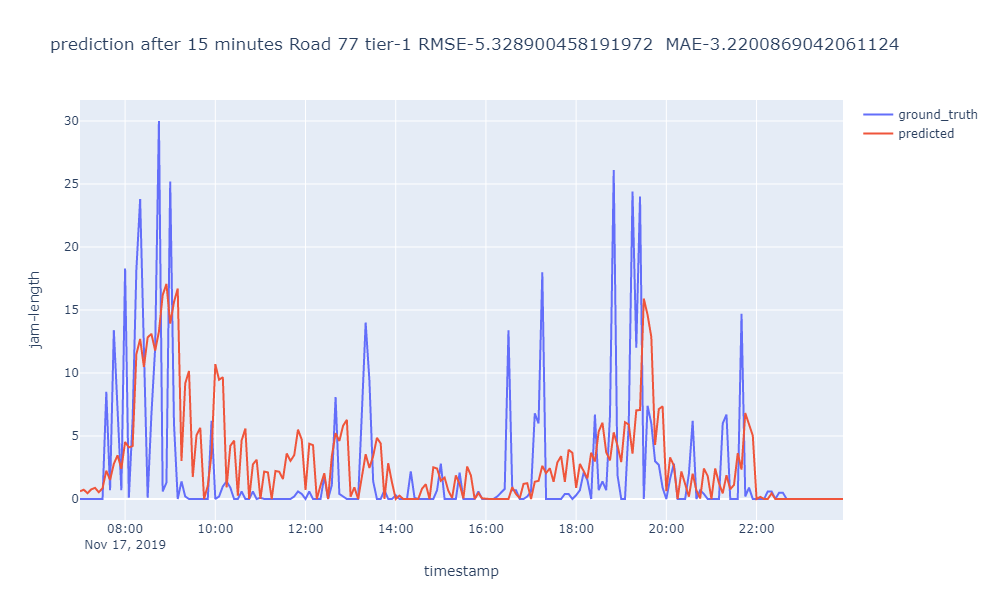 prediction after 15 minutes Road 77 tier-1 RMSE-5.328900458191972  MAE-3.2200869042061124
ground_truth
predicted
jam-length
30
25
20
15
10
5
0
08:00 10:00 12:00 14:00 16:00 18:00 20:00 22:00
Nov 17, 2019
timestamp